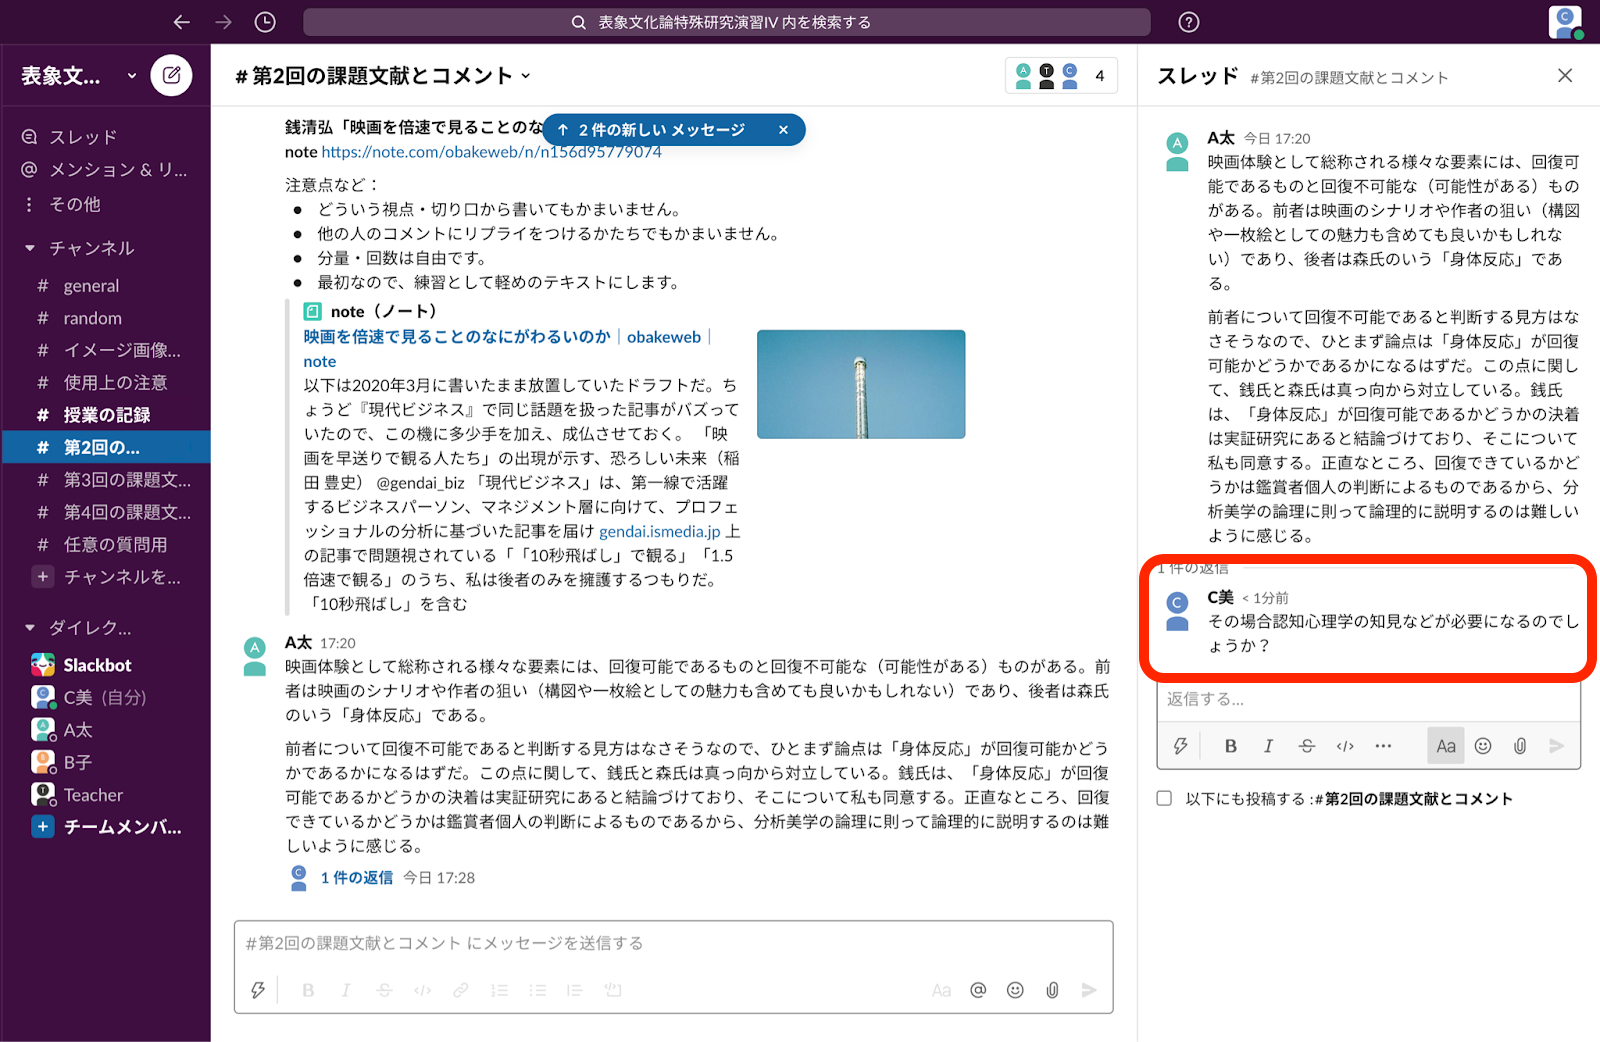 表象文化論特殊研究演習IV 内を検索する
表象文...
スレッド
メンション & リ...
その他
チャンネル
# general
# random
# イメージ画像...
# 使用上の注意
# 授業の記録
# 第2回の...
# 第3回の課題文...
# 第4回の課題文...
# 任意の質問用
+ チャンネルを...
ダイレク...
Slackbot
C美 (自分)
A太
B子
Teacher
+ チームメンバ...
# 第2回の課題文献とコメント
A T C 4
銭清弘「映画を倍速で見ることのな
↑ 2 件の新しい メッセージ ×
note https://note.com/obakeweb/n/n156d95779074
注意点など：
• どういう視点・切り口から書いてもかまいません。
• 他の人のコメントにリプライをつけるかたちでもかまいません。
• 分量・回数は自由です。
• 最初なので、練習として軽めのテキストにします。
note（ノート）
映画を倍速で見ることのなにがわるいのか｜obakeweb｜
note
以下は2020年3月に書いたまま放置していたドラフトだ。ち
ょうど『現代ビジネス』で同じ話題を扱った記事がバズって
いたので、この機に多少手を加え、成仏させておく。 「映
画を早送りで観る人たち」の出現が示す、恐ろしい未来（稲
田 豊史） @gendai_biz 「現代ビジネス」は、第一線で活躍
するビジネスパーソン、マネジメント層に向けて、プロフェ
ッショナルの分析に基づいた記事を届け gendai.ismedia.jp 上
の記事で問題視されている「「10秒飛ばし」で観る」「1.5
倍速で観る」のうち、私は後者のみを擁護するつもりだ。
「10秒飛ばし」を含む
A太 17:20
映画体験として総称される様々な要素には、回復可能であるものと回復不可能な（可能性がある）ものがある。前
者は映画のシナリオや作者の狙い（構図や一枚絵としての魅力も含めても良いかもしれない）であり、後者は森氏
のいう「身体反応」である。
前者について回復不可能であると判断する見方はなさそうなので、ひとまず論点は「身体反応」が回復可能かどう
かであるかになるはずだ。この点に関して、銭氏と森氏は真っ向から対立している。銭氏は、「身体反応」が回復
可能であるかどうかの決着は実証研究にあると結論づけており、そこについて私も同意する。正直なところ、回復
できているかどうかは鑑賞者個人の判断によるものであるから、分析美学の論理に則って論理的に説明するのは難
しいように感じる。
1 件の返信 今日 17:28
#第2回の課題文献とコメント にメッセージを送信する
B I S </> Aa @
スレッド #第2回の課題文献とコメント
A太 今日 17:20
映画体験として総称される様々な要素には、回復可
能であるものと回復不可能な（可能性がある）もの
がある。前者は映画のシナリオや作者の狙い（構図
や一枚絵としての魅力も含めても良いかもしれな
い）であり、後者は森氏のいう「身体反応」であ
る。
前者について回復不可能であると判断する見方はな
さそうなので、ひとまず論点は「身体反応」が回復
可能かどうかであるかになるはずだ。この点に関し
て、銭氏と森氏は真っ向から対立している。銭氏
は、「身体反応」が回復可能であるかどうかの決着
は実証研究にあると結論づけており、そこについて
私も同意する。正直なところ、回復できているかど
うかは鑑賞者個人の判断によるものであるから、分
析美学の論理に則って論理的に説明するのは難しい
ように感じる。
1 件の返信
C美 < 1分前
その場合認知心理学の知見などが必要になるのでし
ょうか？
返信する...
B I S </> ... Aa
以下にも投稿する :#第2回の課題文献とコメント